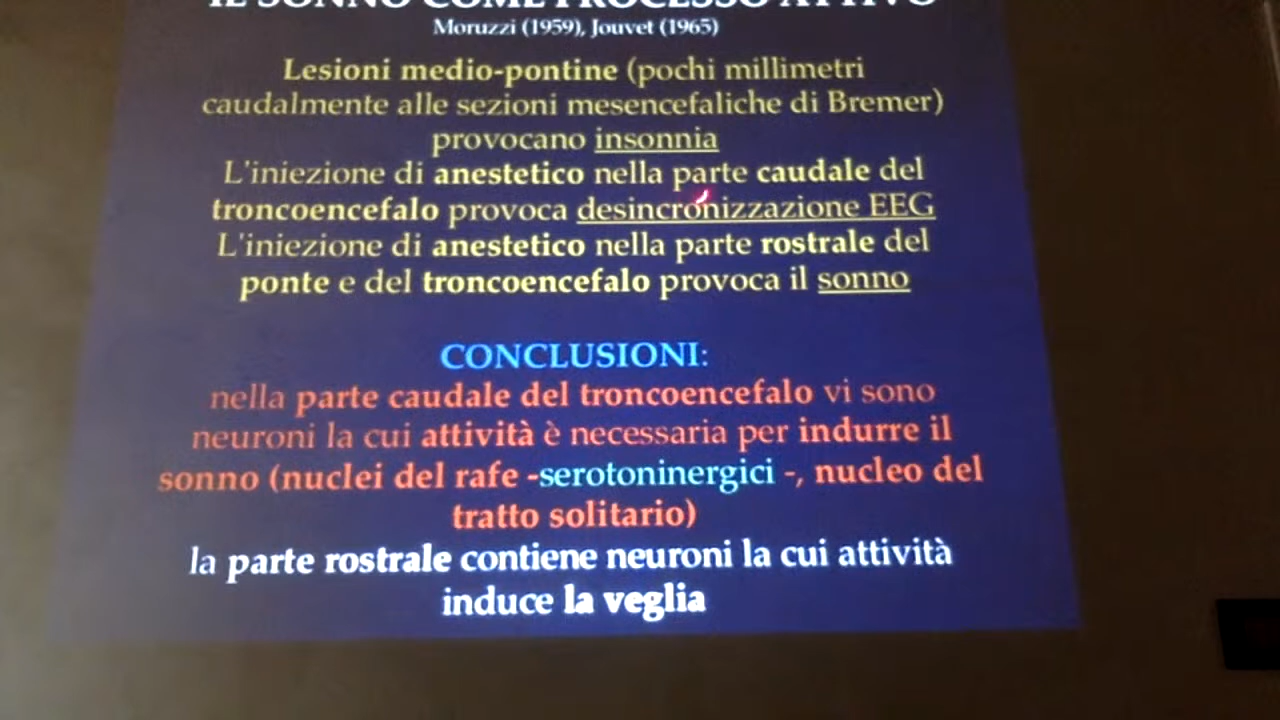 IL SONNO COME PROCESSO ATTIVO
Moruzzi (1959), Jouvet (1965)
Lesioni medio-pontine (pochi millimetri
caudalmente alle sezioni mesencefaliche di Bremer)
provocano insonnia
L'iniezione di anestetico nella parte caudale del
troncoencefalo provoca desincronizzazione EEG
L'iniezione di anestetico nella parte rostrale del
ponte e del troncoencefalo provoca il sonno
CONCLUSIONI:
nella parte caudale del troncoencefalo vi sono
neuroni la cui attività è necessaria per indurre il
sonno (nuclei del rafe -serotoninergici -, nucleo del
tratto solitario)
la parte rostrale contiene neuroni la cui attività
induce la veglia